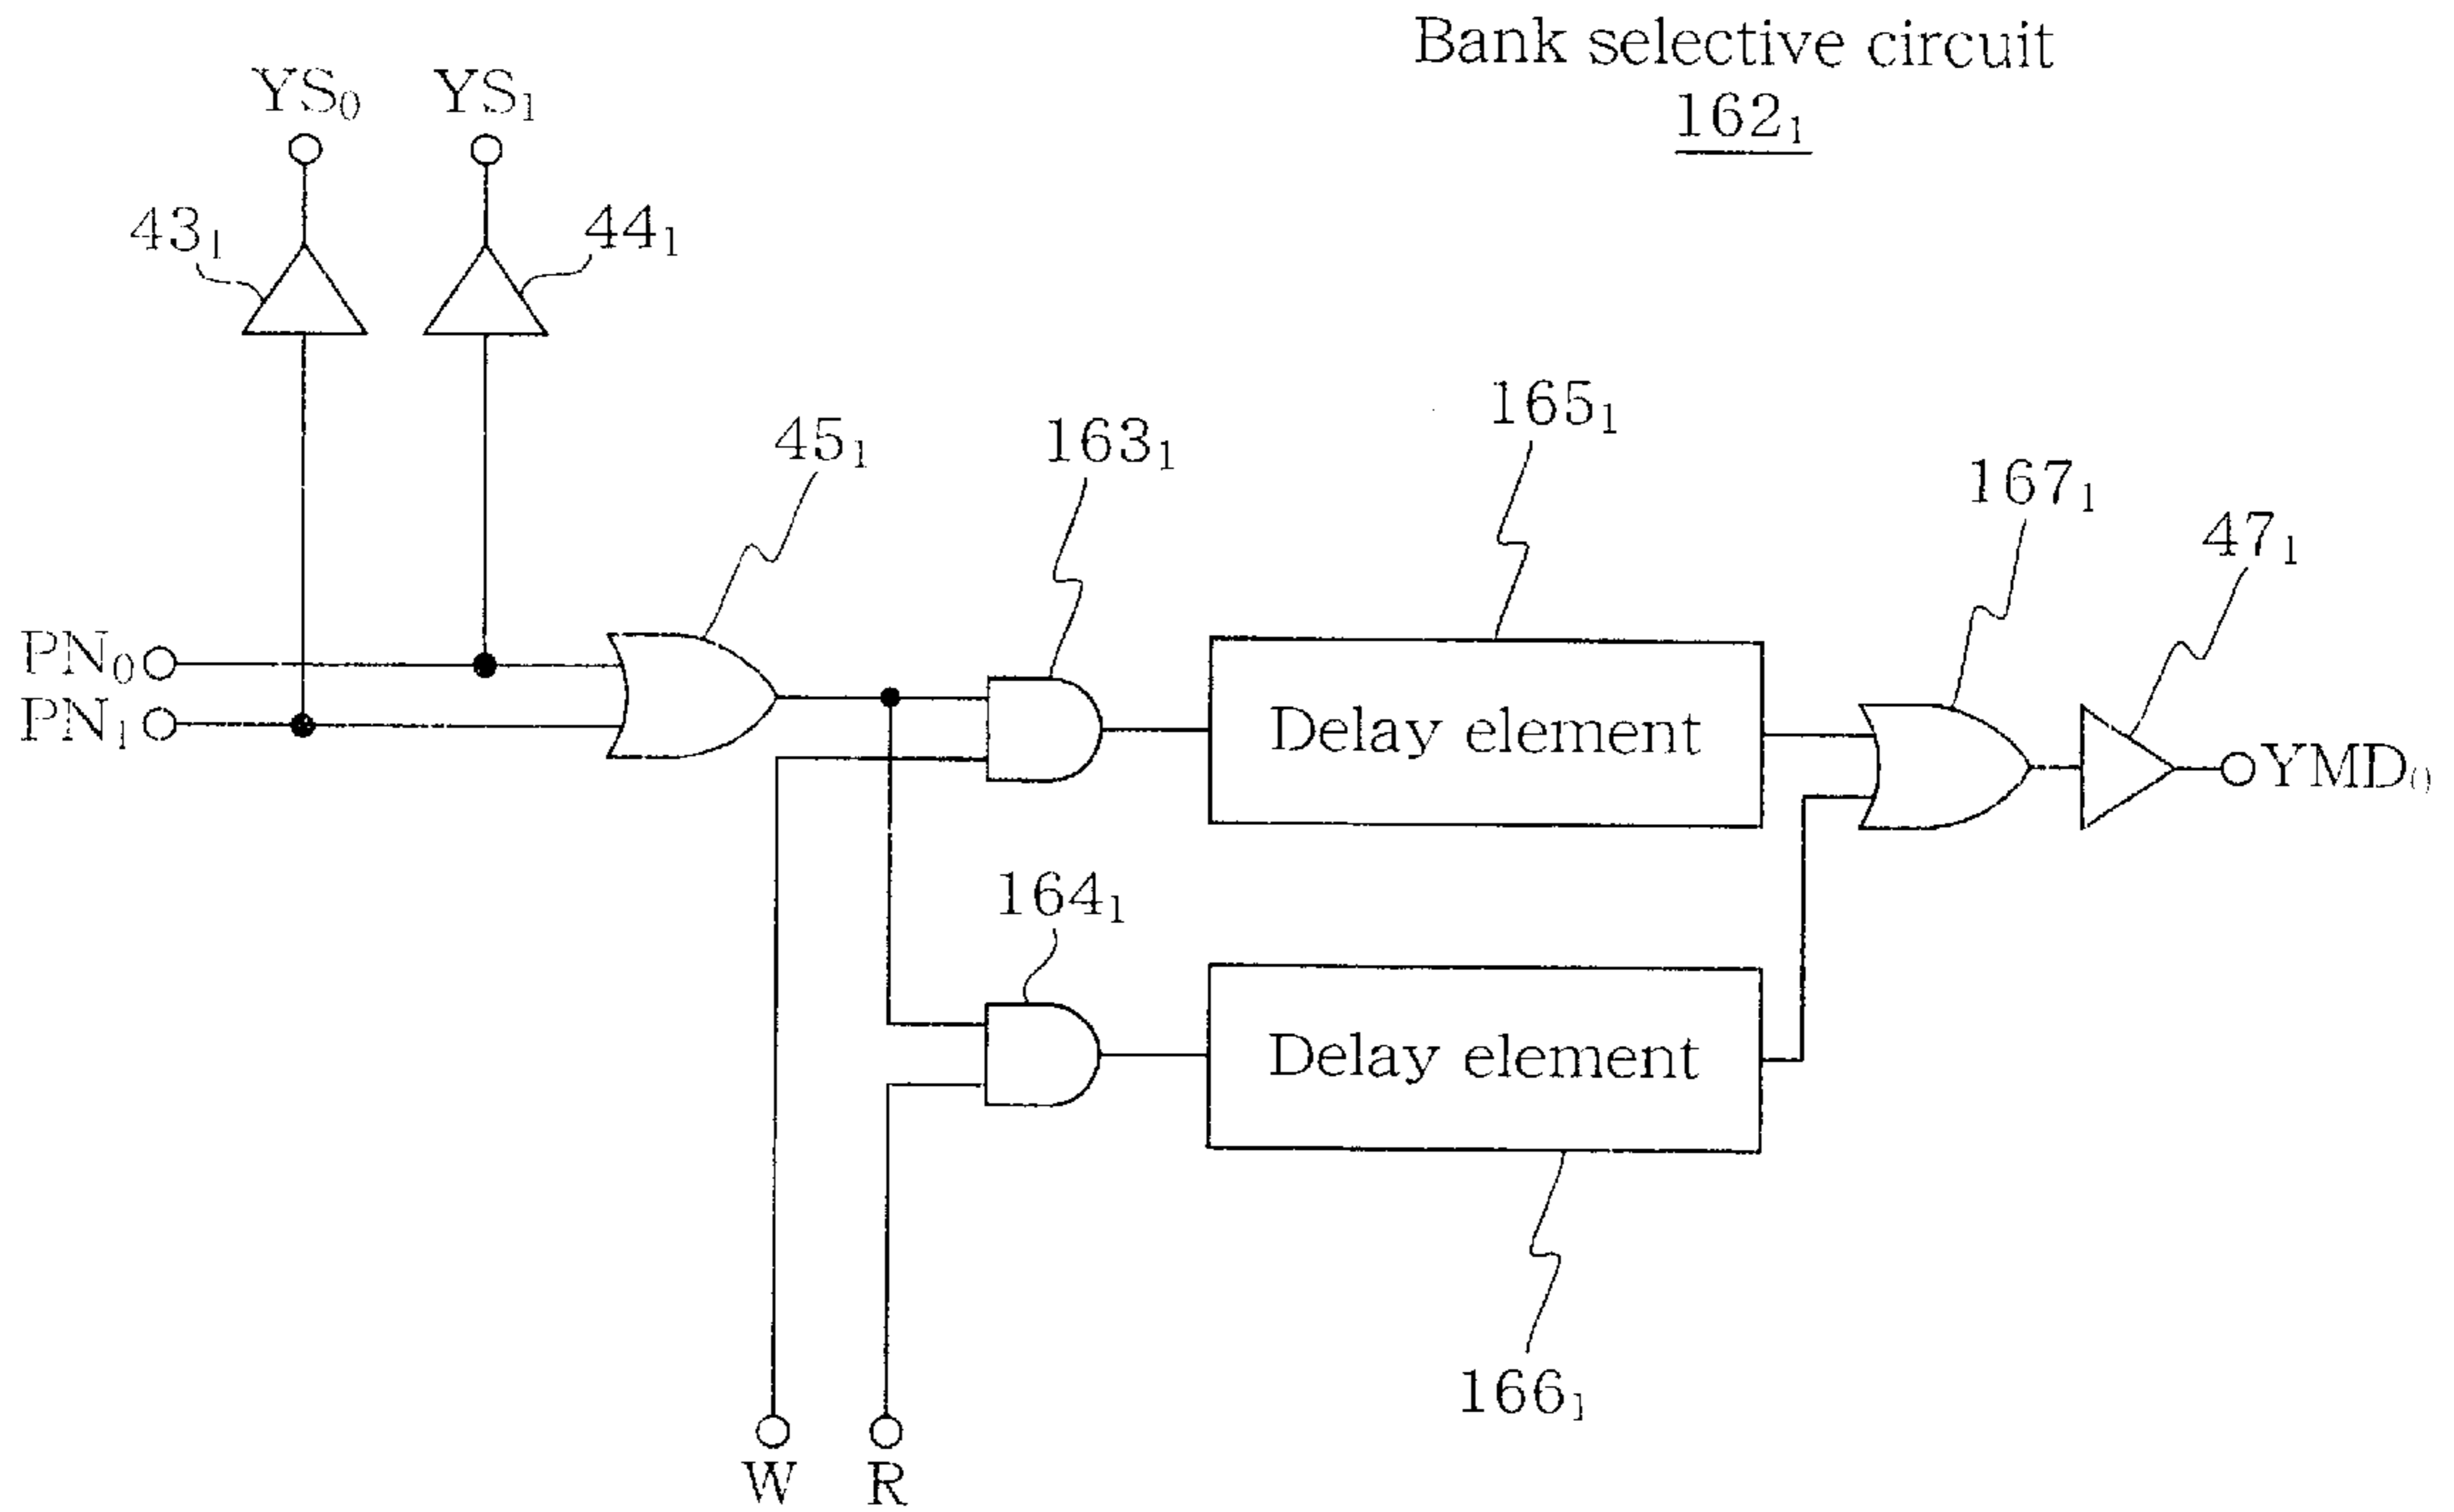 Bank selective circuit
162₁
YS₀ YS₁
43₁ 44₁
165₁
45₁ 163₁
167₁
47₁
PN₀
PN₁
Delay element
YMD₀
164₁
Delay element
166₁
W R